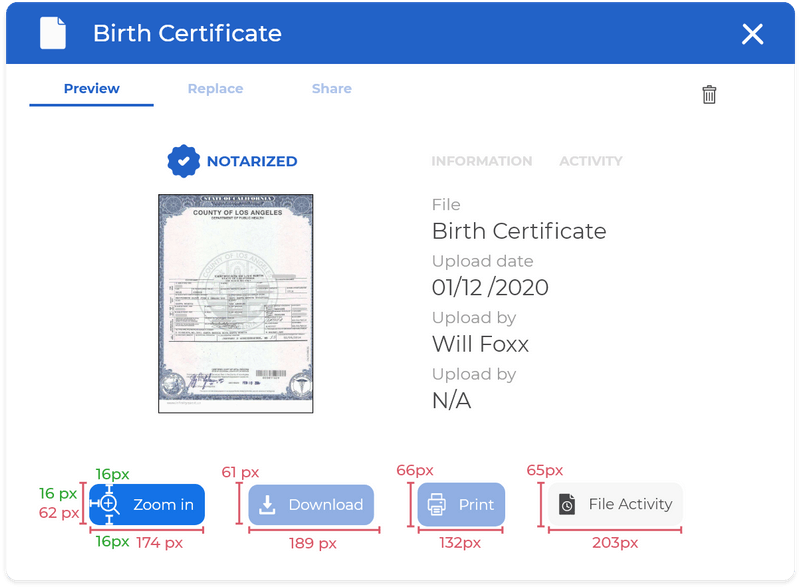 Birth Certificate
Preview
Replace
Share
NOTARIZED
INFORMATION
ACTIVITY
STATE OF CALIFORNIA
COUNTY OF LOS ANGELES
DEPARTMENT OF PUBLIC HEALTH
File
Birth Certificate
Upload date
01/12 /2020
Upload by
Will Foxx
Upload by
N/A
16px
16 px
62 px
Zoom in
16px
174 px
61 px
Download
189 px
66px
Print
132px
65px
File Activity
203px